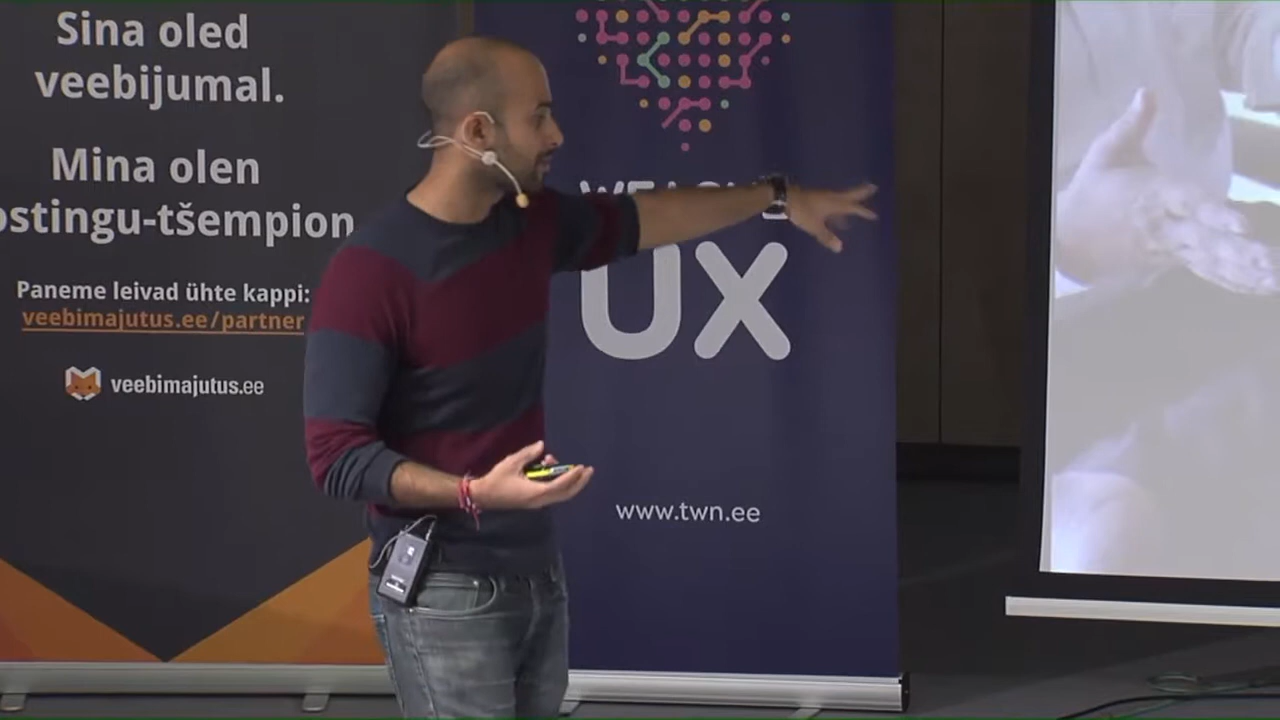 Sina oled
veebijumal.
Mina olen
ostingu-tšempion
Paneme leivad ühte kappi:
veebimajutus.ee/partner
veebimajutus.ee
UX
www.twn.ee